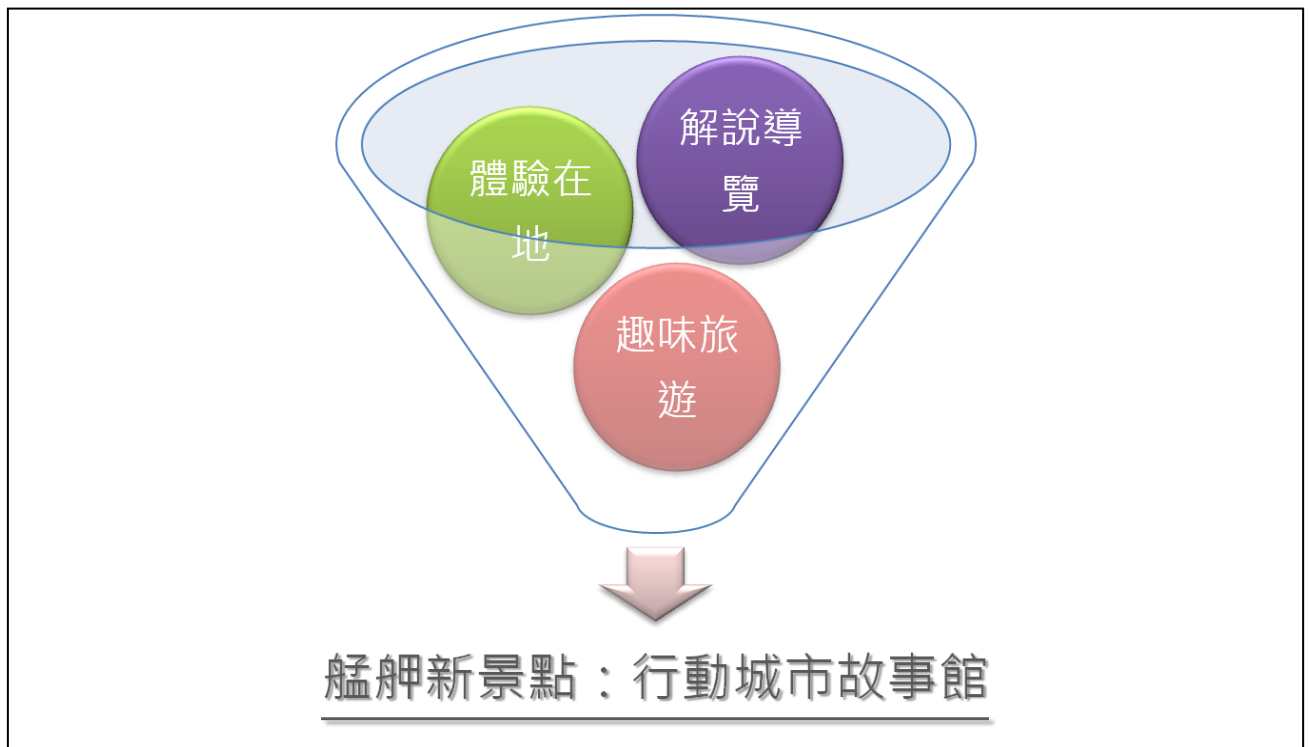 解說導
覽
體驗在
地
趣味旅
遊
艋舺新景點：行動城市故事館